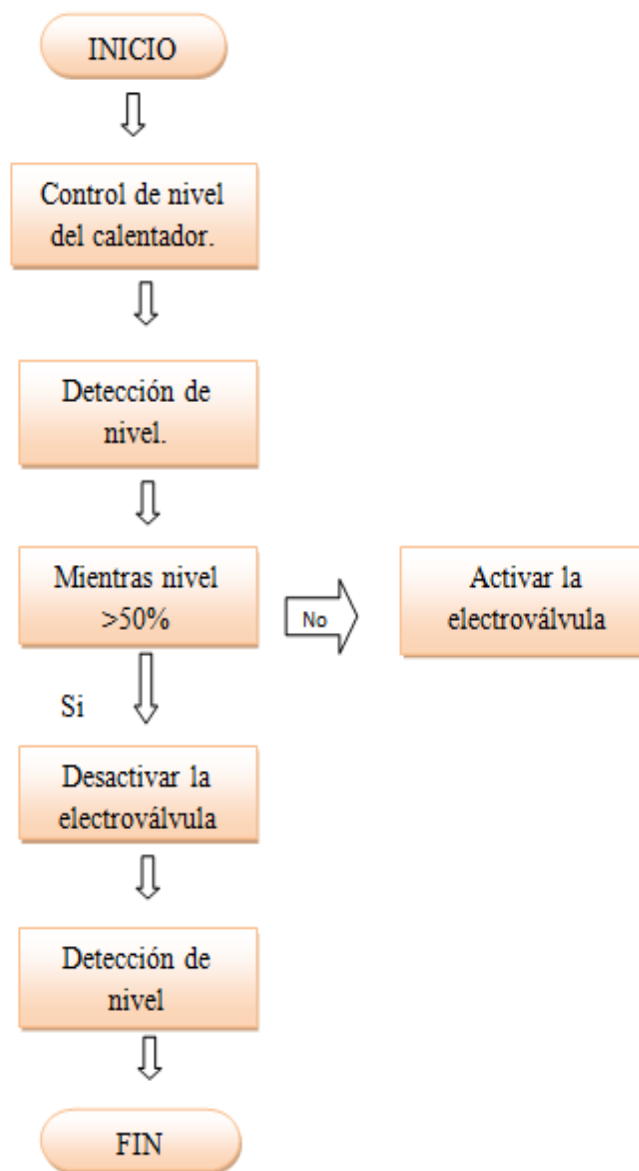 INICIO
Control de nivel
del calentador.
Detección de
nivel.
Mientras nivel
>50%
No
Activar la
electroválvula
Si
Desactivar la
electroválvula
Detección de
nivel
FIN